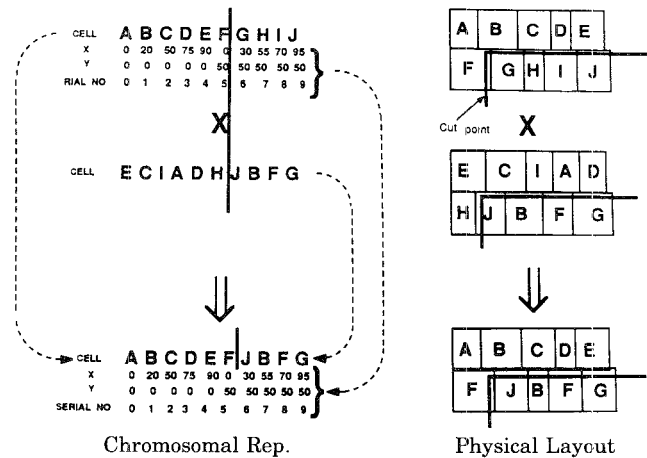 CELL A B C D E F G H I J
X 0 20 50 75 90 0 30 55 70 95
Y 0 0 0 0 0 50 50 50 50 50
RIAL NO 0 1 2 3 4 5 6 7 8 9
X
CELL E C I A D H J B F G
CELL A B C D E F J B F G
X 0 20 50 75 90 0 30 55 70 95
Y 0 0 0 0 0 50 50 50 50 50
SERIAL NO 0 1 2 3 4 5 6 7 8 9
Chromosomal Rep.
A B C D E
F G H I J
Cut point
X
E C I A D
H J B F G
A B C D E
F J B F G
Physical Layout